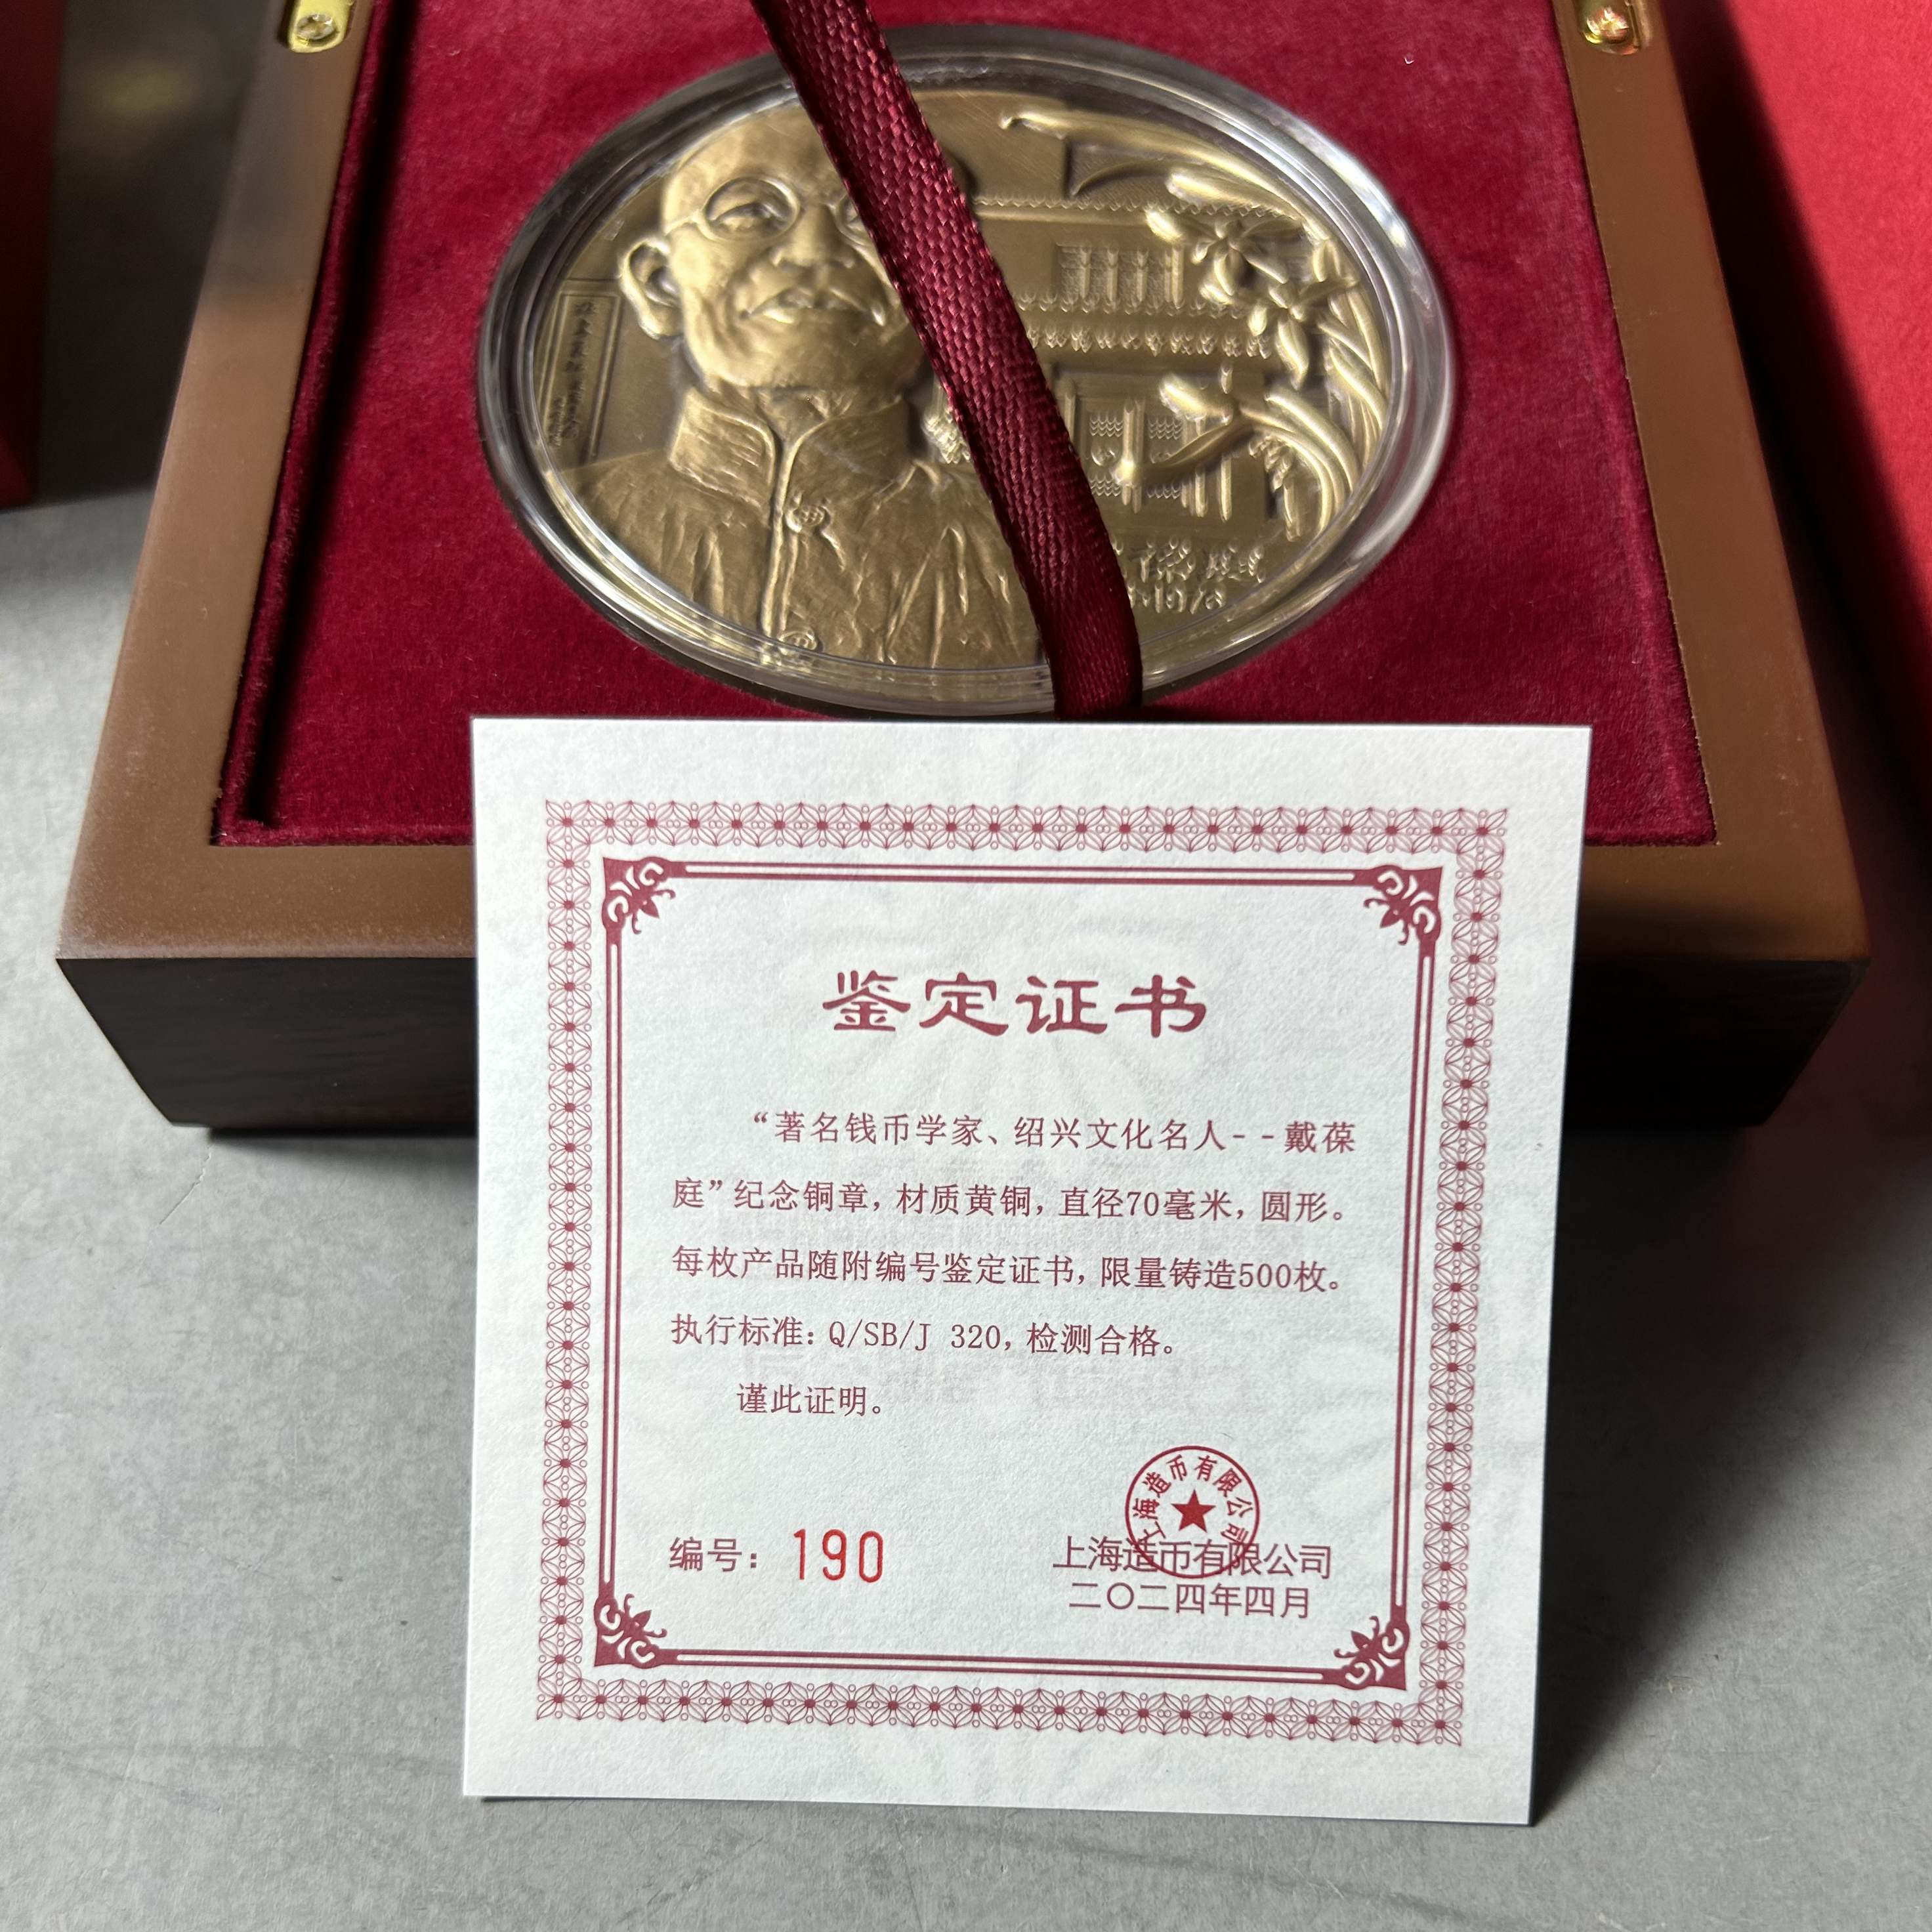 1976
鉴定证书
“著名钱币学家、绍兴文化名人--戴葆
庭”纪念铜章，材质黄铜，直径70毫米，圆形。
每枚产品随附编号鉴定证书，限量铸造500枚。
执行标准：Q/SB/J 320，检测合格。
谨此证明。
上海造币有限公司
编号：190
上海造币有限公司
二〇二四年四月